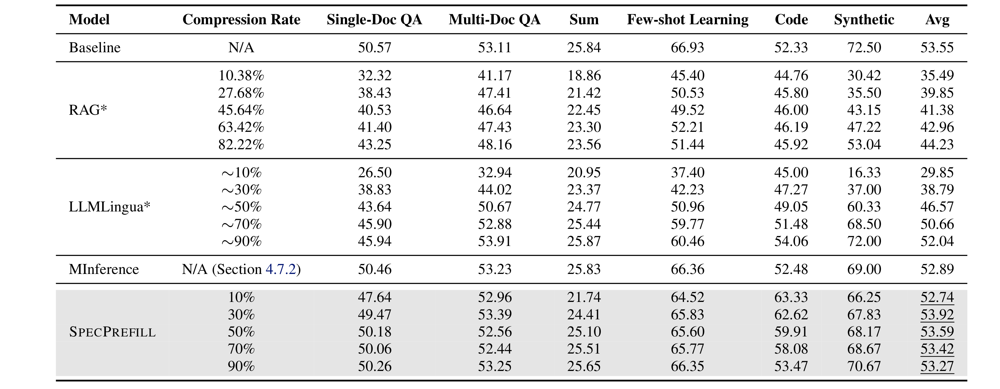 Model Compression Rate Single-Doc QA Multi-Doc QA Sum Few-shot Learning Code Synthetic Avg
Baseline N/A 50.57 53.11 25.84 66.93 52.33 72.50 53.55
10.38% 32.32 41.17 18.86 45.40 44.76 30.42 35.49
27.68% 38.43 47.41 21.42 50.53 45.80 35.50 39.85
RAG* 45.64% 40.53 46.64 22.45 49.52 46.00 43.15 41.38
63.42% 41.40 47.43 23.30 52.21 46.19 47.22 42.96
82.22% 43.25 48.16 23.56 51.44 45.92 53.04 44.23
~10% 26.50 32.94 20.95 37.40 45.00 16.33 29.85
~30% 38.83 44.02 23.37 42.23 47.27 37.00 38.79
LLMLingua* ~50% 43.64 50.67 24.77 50.96 49.05 60.33 46.57
~70% 45.90 52.88 25.44 59.77 51.48 68.50 50.66
~90% 45.94 53.91 25.87 60.46 54.06 72.00 52.04
MInference N/A (Section 4.7.2) 50.46 53.23 25.83 66.36 52.48 69.00 52.89
10% 47.64 52.96 21.74 64.52 63.33 66.25 52.74
30% 49.47 53.39 24.41 65.83 62.62 67.83 53.92
SPECPREFILL 50% 50.18 52.56 25.10 65.60 59.91 68.17 53.59
70% 50.06 52.44 25.51 65.77 58.08 68.67 53.42
90% 50.26 53.25 25.65 66.35 53.47 70.67 53.27